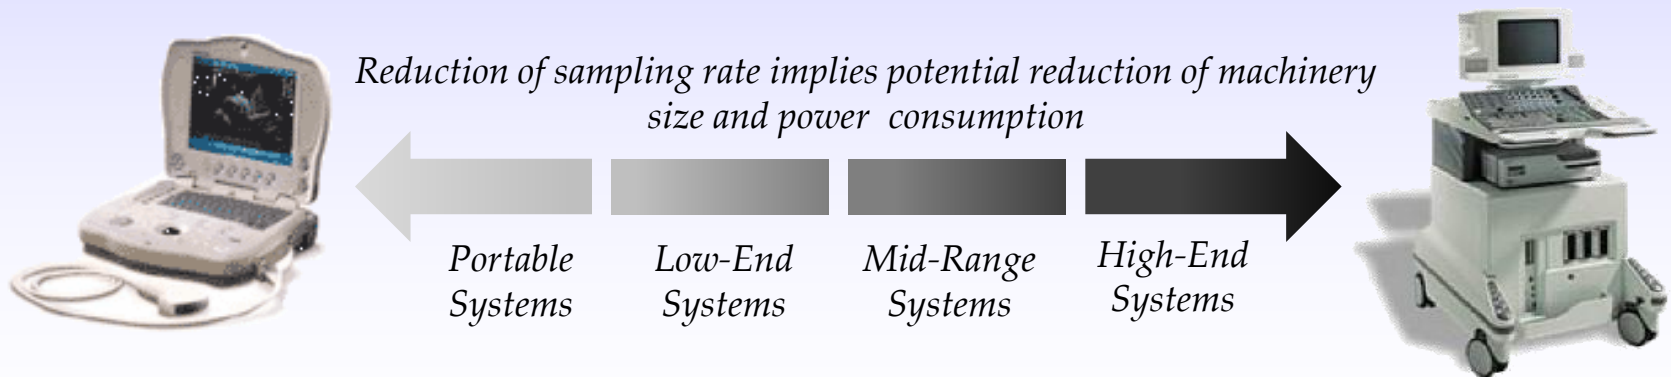 Reduction of sampling rate implies potential reduction of machinery
size and power consumption
Portable
Systems
Low-End
Systems
Mid-Range
Systems
High-End
Systems